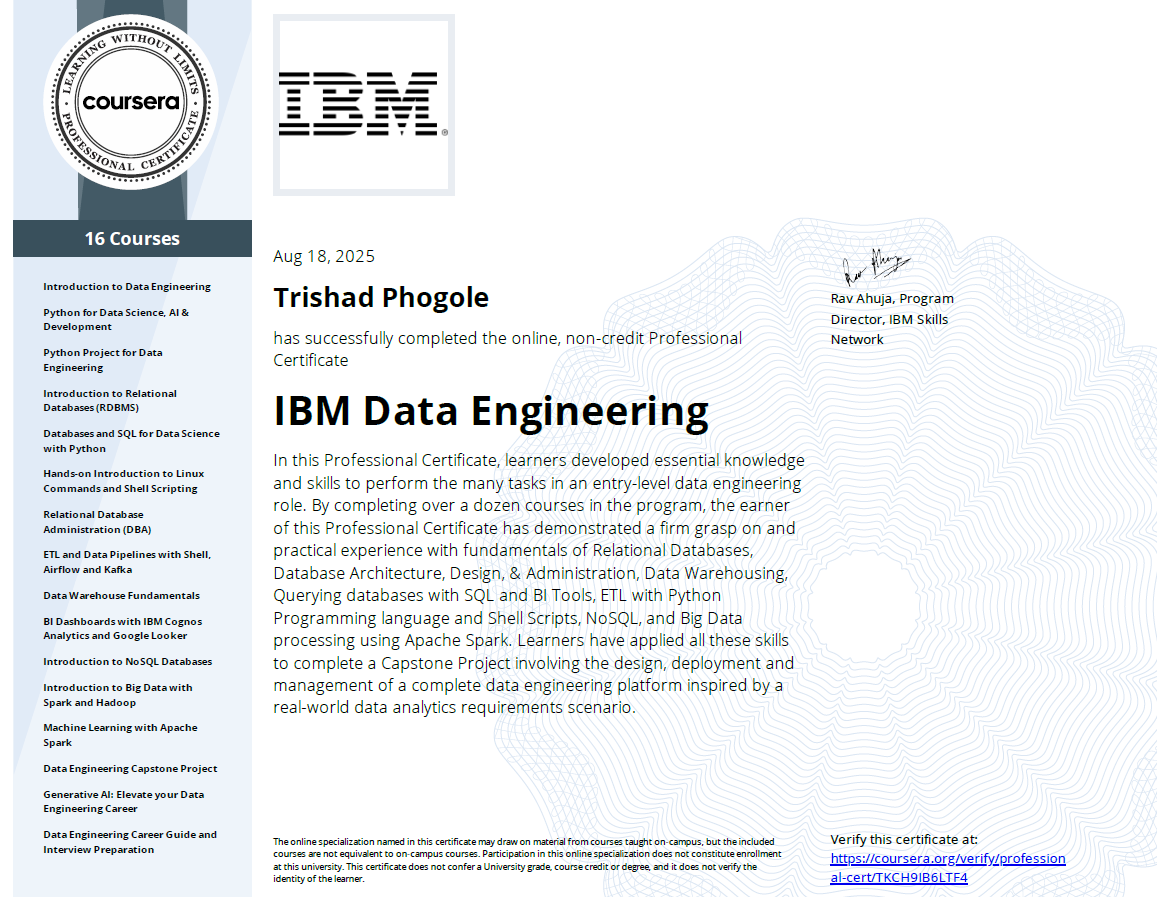 LEARNING WITHOUT LIMITS
coursera
PROFESSIONAL CERTIFICATE
IBM®
16 Courses
Introduction to Data Engineering
Python for Data Science, AI &
Development
Python Project for Data
Engineering
Introduction to Relational
Databases (RDBMS)
Databases and SQL for Data Science
with Python
Hands-on Introduction to Linux
Commands and Shell Scripting
Relational Database
Administration (DBA)
ETL and Data Pipelines with Shell,
Airflow and Kafka
Data Warehouse Fundamentals
BI Dashboards with IBM Cognos
Analytics and Google Looker
Introduction to NoSQL Databases
Introduction to Big Data with
Spark and Hadoop
Machine Learning with Apache
Spark
Data Engineering Capstone Project
Generative AI: Elevate your Data
Engineering Career
Data Engineering Career Guide and
Interview Preparation
Aug 18, 2025
Trishad Phogole
has successfully completed the online, non-credit Professional
Certificate
IBM Data Engineering
In this Professional Certificate, learners developed essential knowledge
and skills to perform the many tasks in an entry-level data engineering
role. By completing over a dozen courses in the program, the earner
of this Professional Certificate has demonstrated a firm grasp on and
practical experience with fundamentals of Relational Databases,
Database Architecture, Design, & Administration, Data Warehousing,
Querying databases with SQL and BI Tools, ETL with Python
Programming language and Shell Scripts, NoSQL, and Big Data
processing using Apache Spark. Learners have applied all these skills
to complete a Capstone Project involving the design, deployment and
management of a complete data engineering platform inspired by a
real-world data analytics requirements scenario.
The online specialization named in this certificate may draw on material from courses taught on-campus, but the included
courses are not equivalent to on-campus courses. Participation in this online specialization does not constitute enrollment
at this university. This certificate does not confer a University grade, course credit or degree, and it does not verify the
identity of the learner.
Rav Ahuja
Rav Ahuja, Program
Director, IBM Skills
Network
Verify this certificate at:
https://coursera.org/verify/profession
al-cert/TKCH9IB6LTF4